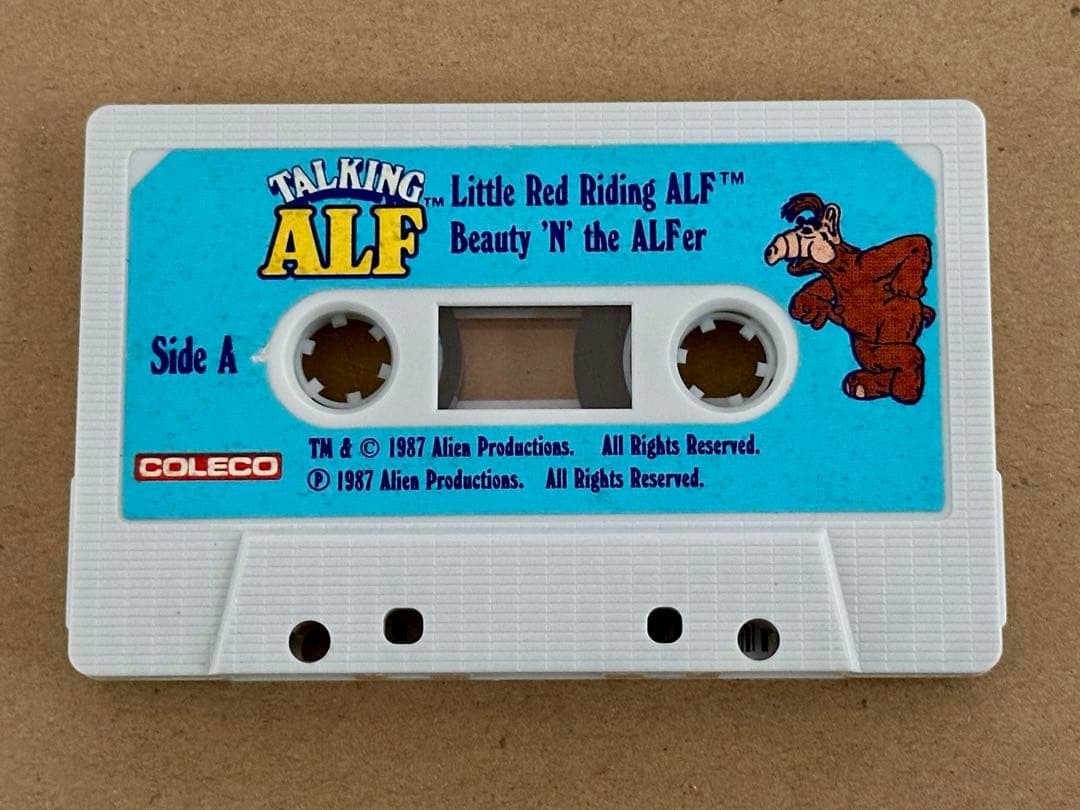 TALKING
ALF™
Little Red Riding ALF™
Beauty 'N' the ALFer
Side A
COLECO
TM & © 1987 Alien Productions. All Rights Reserved.
℗ 1987 Alien Productions. All Rights Reserved.